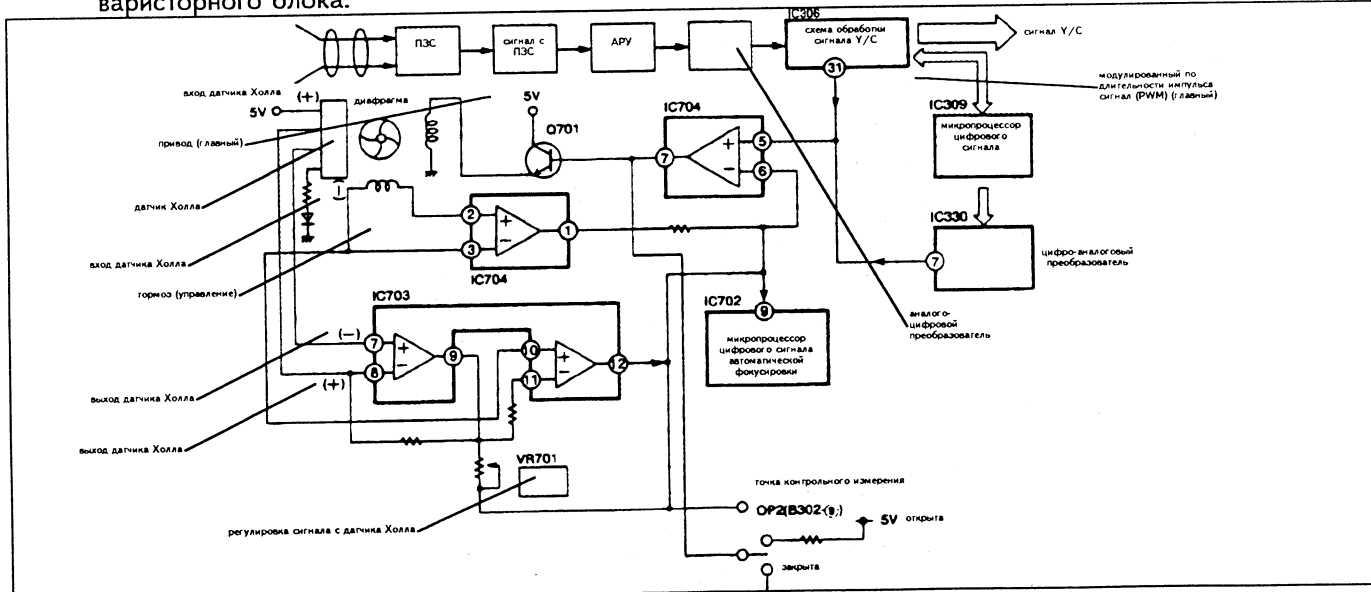 варисторного блока.
IC306
ПЗС
сигнал с
ПЗС
АРУ
схема обработки
сигнала Y/C
31
сигнал Y/C
модулированный по
длительности импульса
сигнал (PWM) (главный)
вход датчика Холла
(+)
5V
диафрагма
5V
Q701
IC704
5
7
6
IC309
микропроцессор
цифрового
сигнала
привод (главный)
датчик Холла
(−)
2
3
1
IC704
IC330
7
цифро-аналоговый
преобразователь
вход датчика Холла
тормоз (управление)
IC703
IC702
9
микропроцессор
цифрового сигнала
автоматической
фокусировки
аналого-
цифровой
преобразователь
(−)
7
8
9
10
11
12
(+)
выход датчика Холла
выход датчика Холла
VR701
регулировка сигнала с датчика Холла
точка контрольного измерения
OP2(B302-(9;)
5V открыта
закрыта